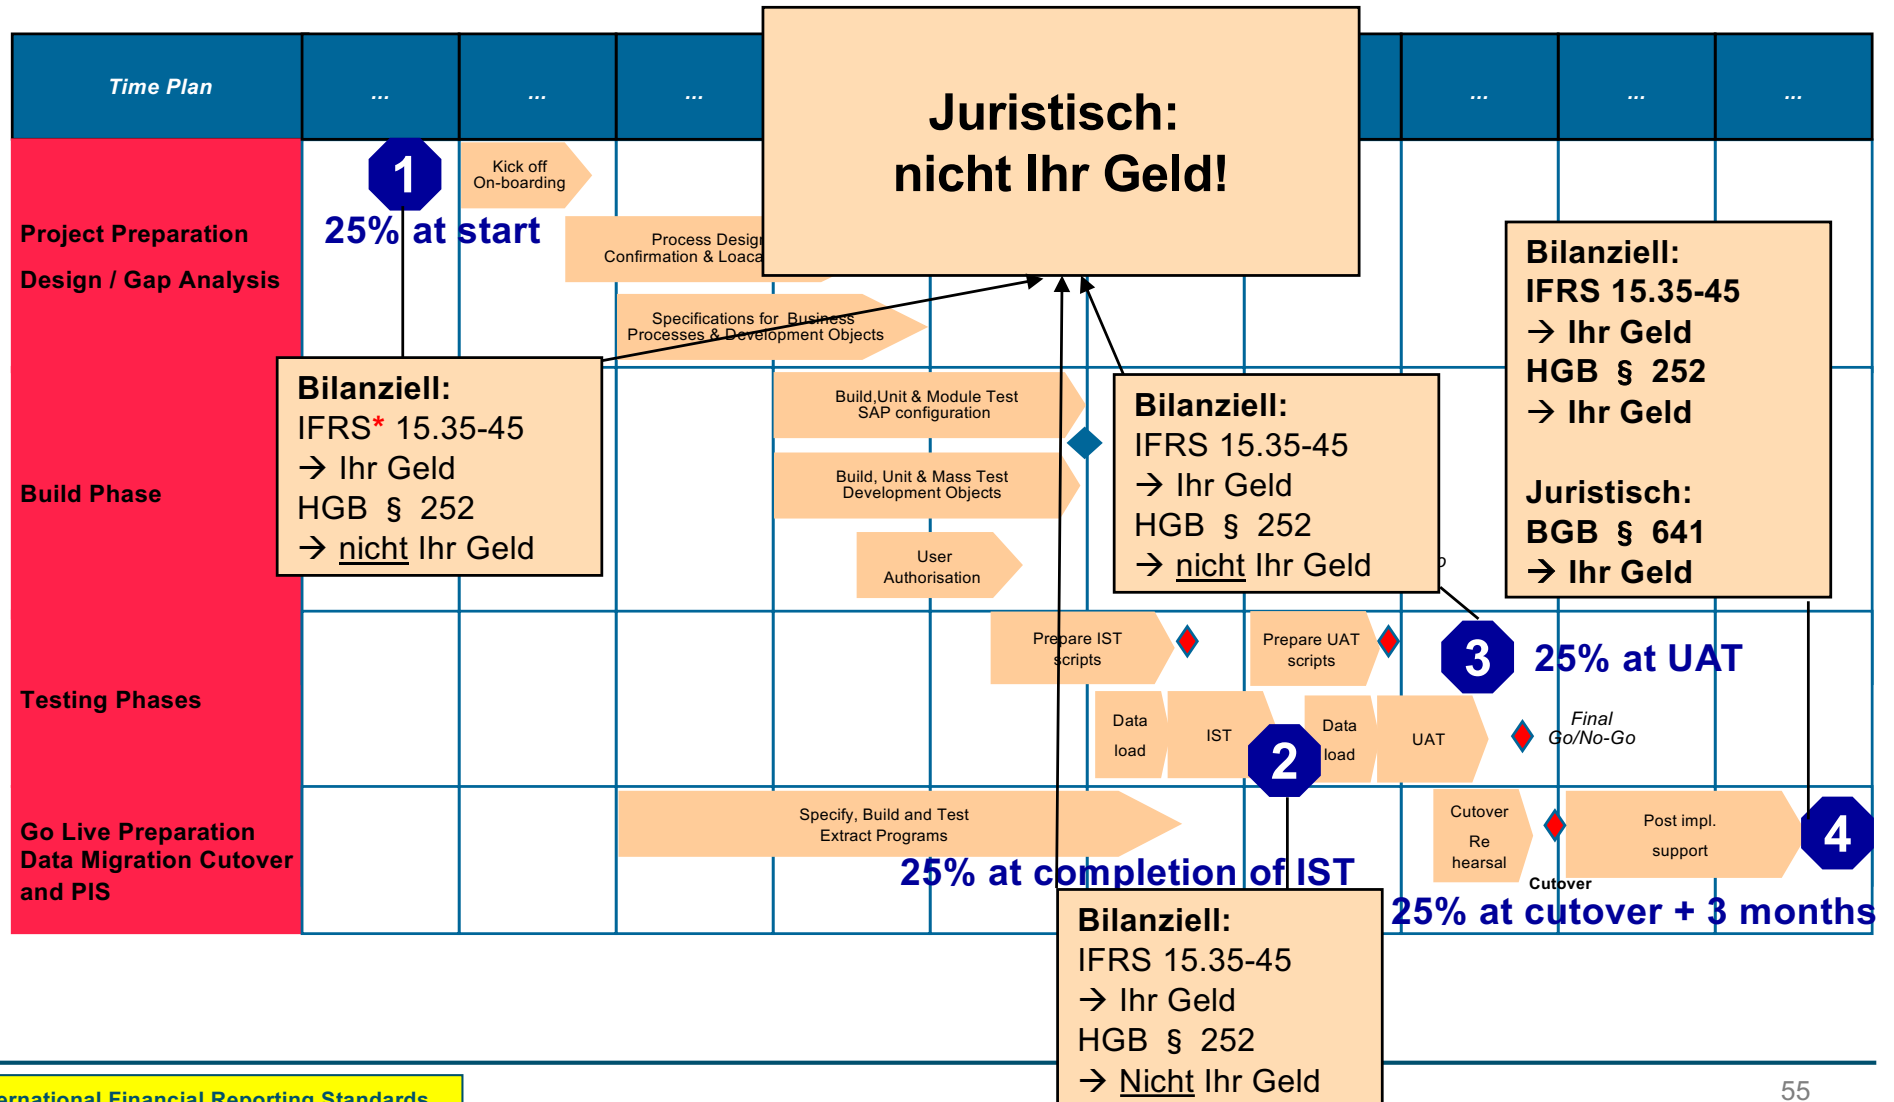 Time Plan
...
...
...
...
...
...
Juristisch:
nicht Ihr Geld!
1
25% at start
Kick off
On-boarding
Project Preparation
Design / Gap Analysis
Process Design
Confirmation &
Specifications for Business
Processes & Development Objects
Bilanziell:
IFRS* 15.35-45
→ Ihr Geld
HGB § 252
→ nicht Ihr Geld
Build Phase
Build,Unit & Module Test
SAP configuration
Build, Unit & Mass Test
Development Objects
User
Authorisation
Bilanziell:
IFRS 15.35-45
→ Ihr Geld
HGB § 252
→ nicht Ihr Geld
Bilanziell:
IFRS 15.35-45
→ Ihr Geld
HGB § 252
→ Ihr Geld
Juristisch:
BGB § 641
→ Ihr Geld
Testing Phases
Prepare IST
scripts
Prepare UAT
scripts
3
25% at UAT
Data
load
IST
2
Data
load
UAT
Final
Go/No-Go
Go Live Preparation
Data Migration Cutover
and PIS
Specify, Build and Test
Extract Programs
25% at completion of IST
Cutover
Re
hearsal
Cutover
Post impl.
support
4
25% at cutover + 3 months
Bilanziell:
IFRS 15.35-45
→ Ihr Geld
HGB § 252
→ Nicht Ihr Geld
Financial Reporting Standards
55